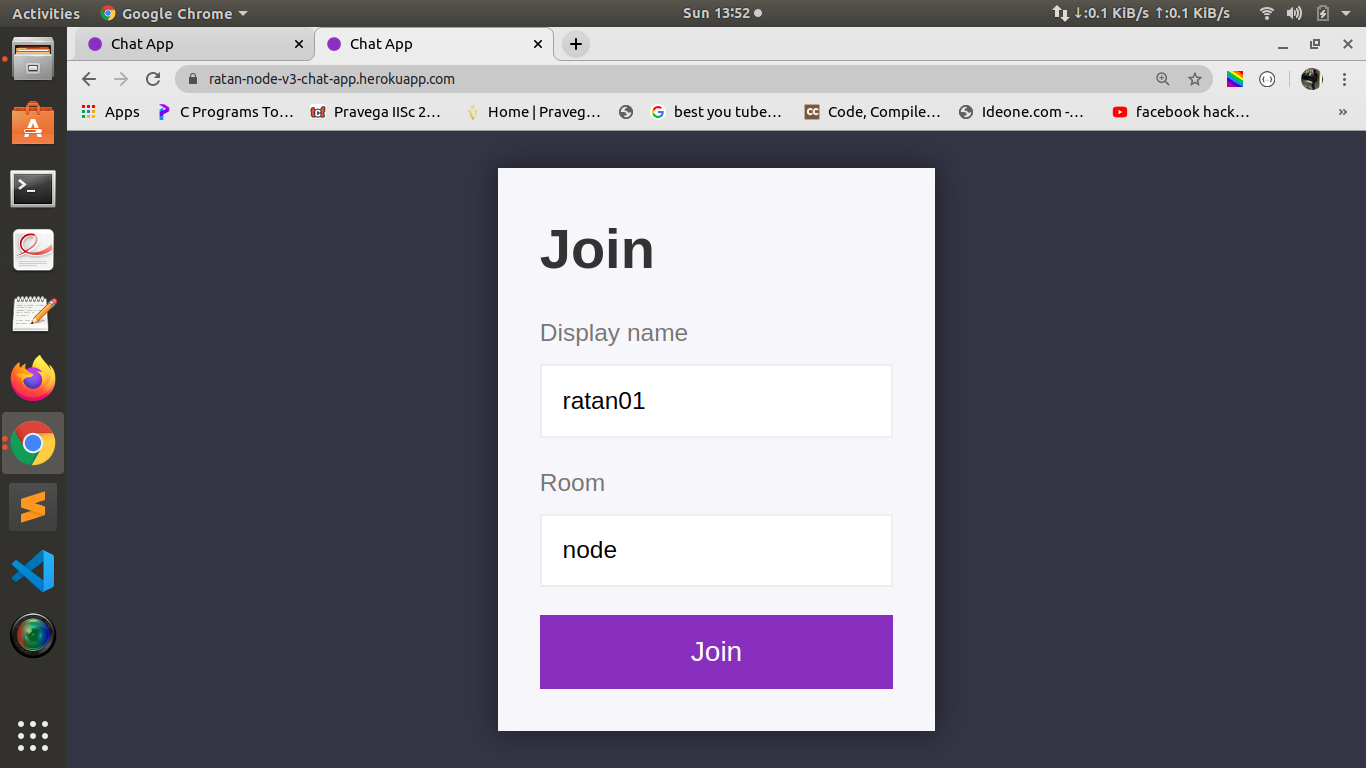 Activities Google Chrome Sun 13:52 ↓:0.1 KiB/s ↑:0.1 KiB/s
Chat App Chat App
ratan-node-v3-chat-app.herokuapp.com
Apps C Programs To… Pravega IISc 2… Home | Praveg… best you tube… Code, Compile… Ideone.com -… facebook hack… »
Join
Display name
ratan01
Room
node
Join